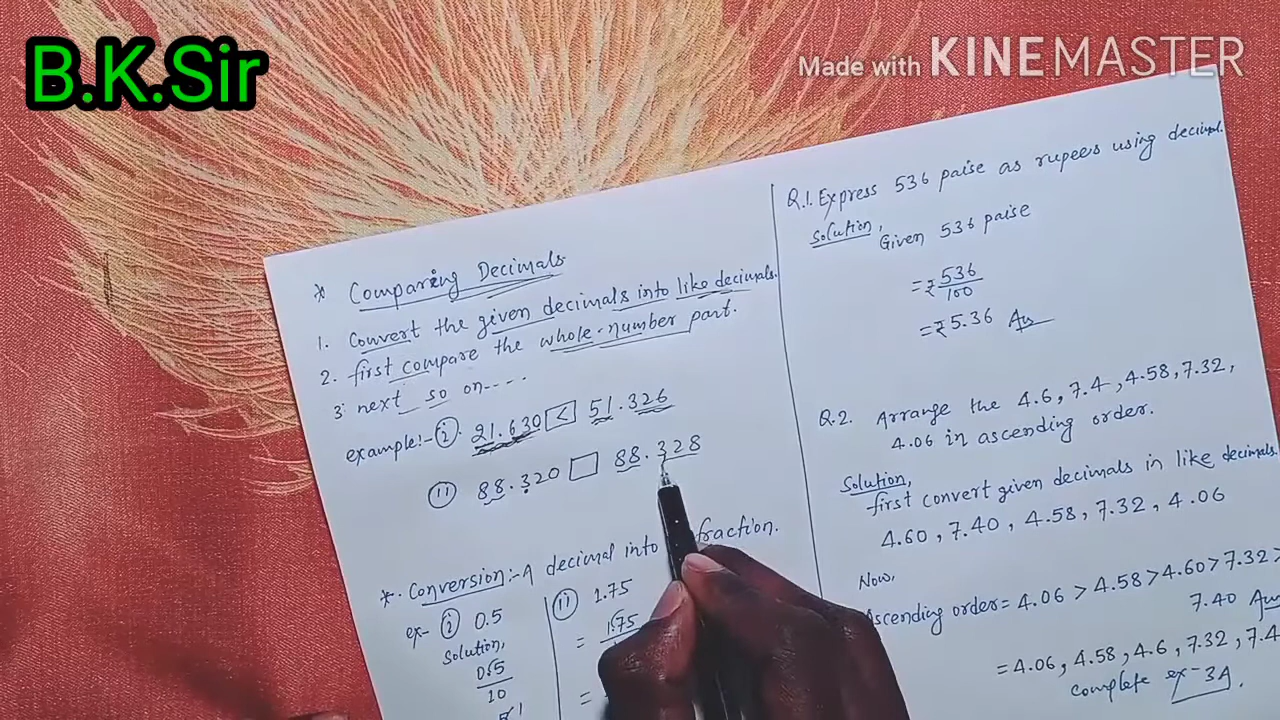 B.K.Sir
Made with KINEMASTER
* Comparing Decimals
1. Convert the given decimals into like decimals.
2. first compare the whole-number part.
3. next so on----
example:- (i). 21.630 < 51.326
(ii) 88.320 □ 88.328
*. Conversion:- A decimal into fraction.
ex- (i) 0.5
solution,
0.5
10
(ii) 1.75
= 1.75
=
Q.1. Express 536 paise as rupees using decimal.
Solution,
Given 536 paise
= ₹ 536
100
= ₹ 5.36 Au
Q.2. Arrange the 4.6, 7.4, 4.58, 7.32,
4.06 in ascending order.
Solution,
first convert given decimals in like decimals
4.60, 7.40, 4.58, 7.32, 4.06
Now,
Ascending order = 4.06 > 4.58 > 4.60 > 7.32 >
7.40 Au
= 4.06, 4.58, 4.6, 7.32, 7.4
complete ex-3A.